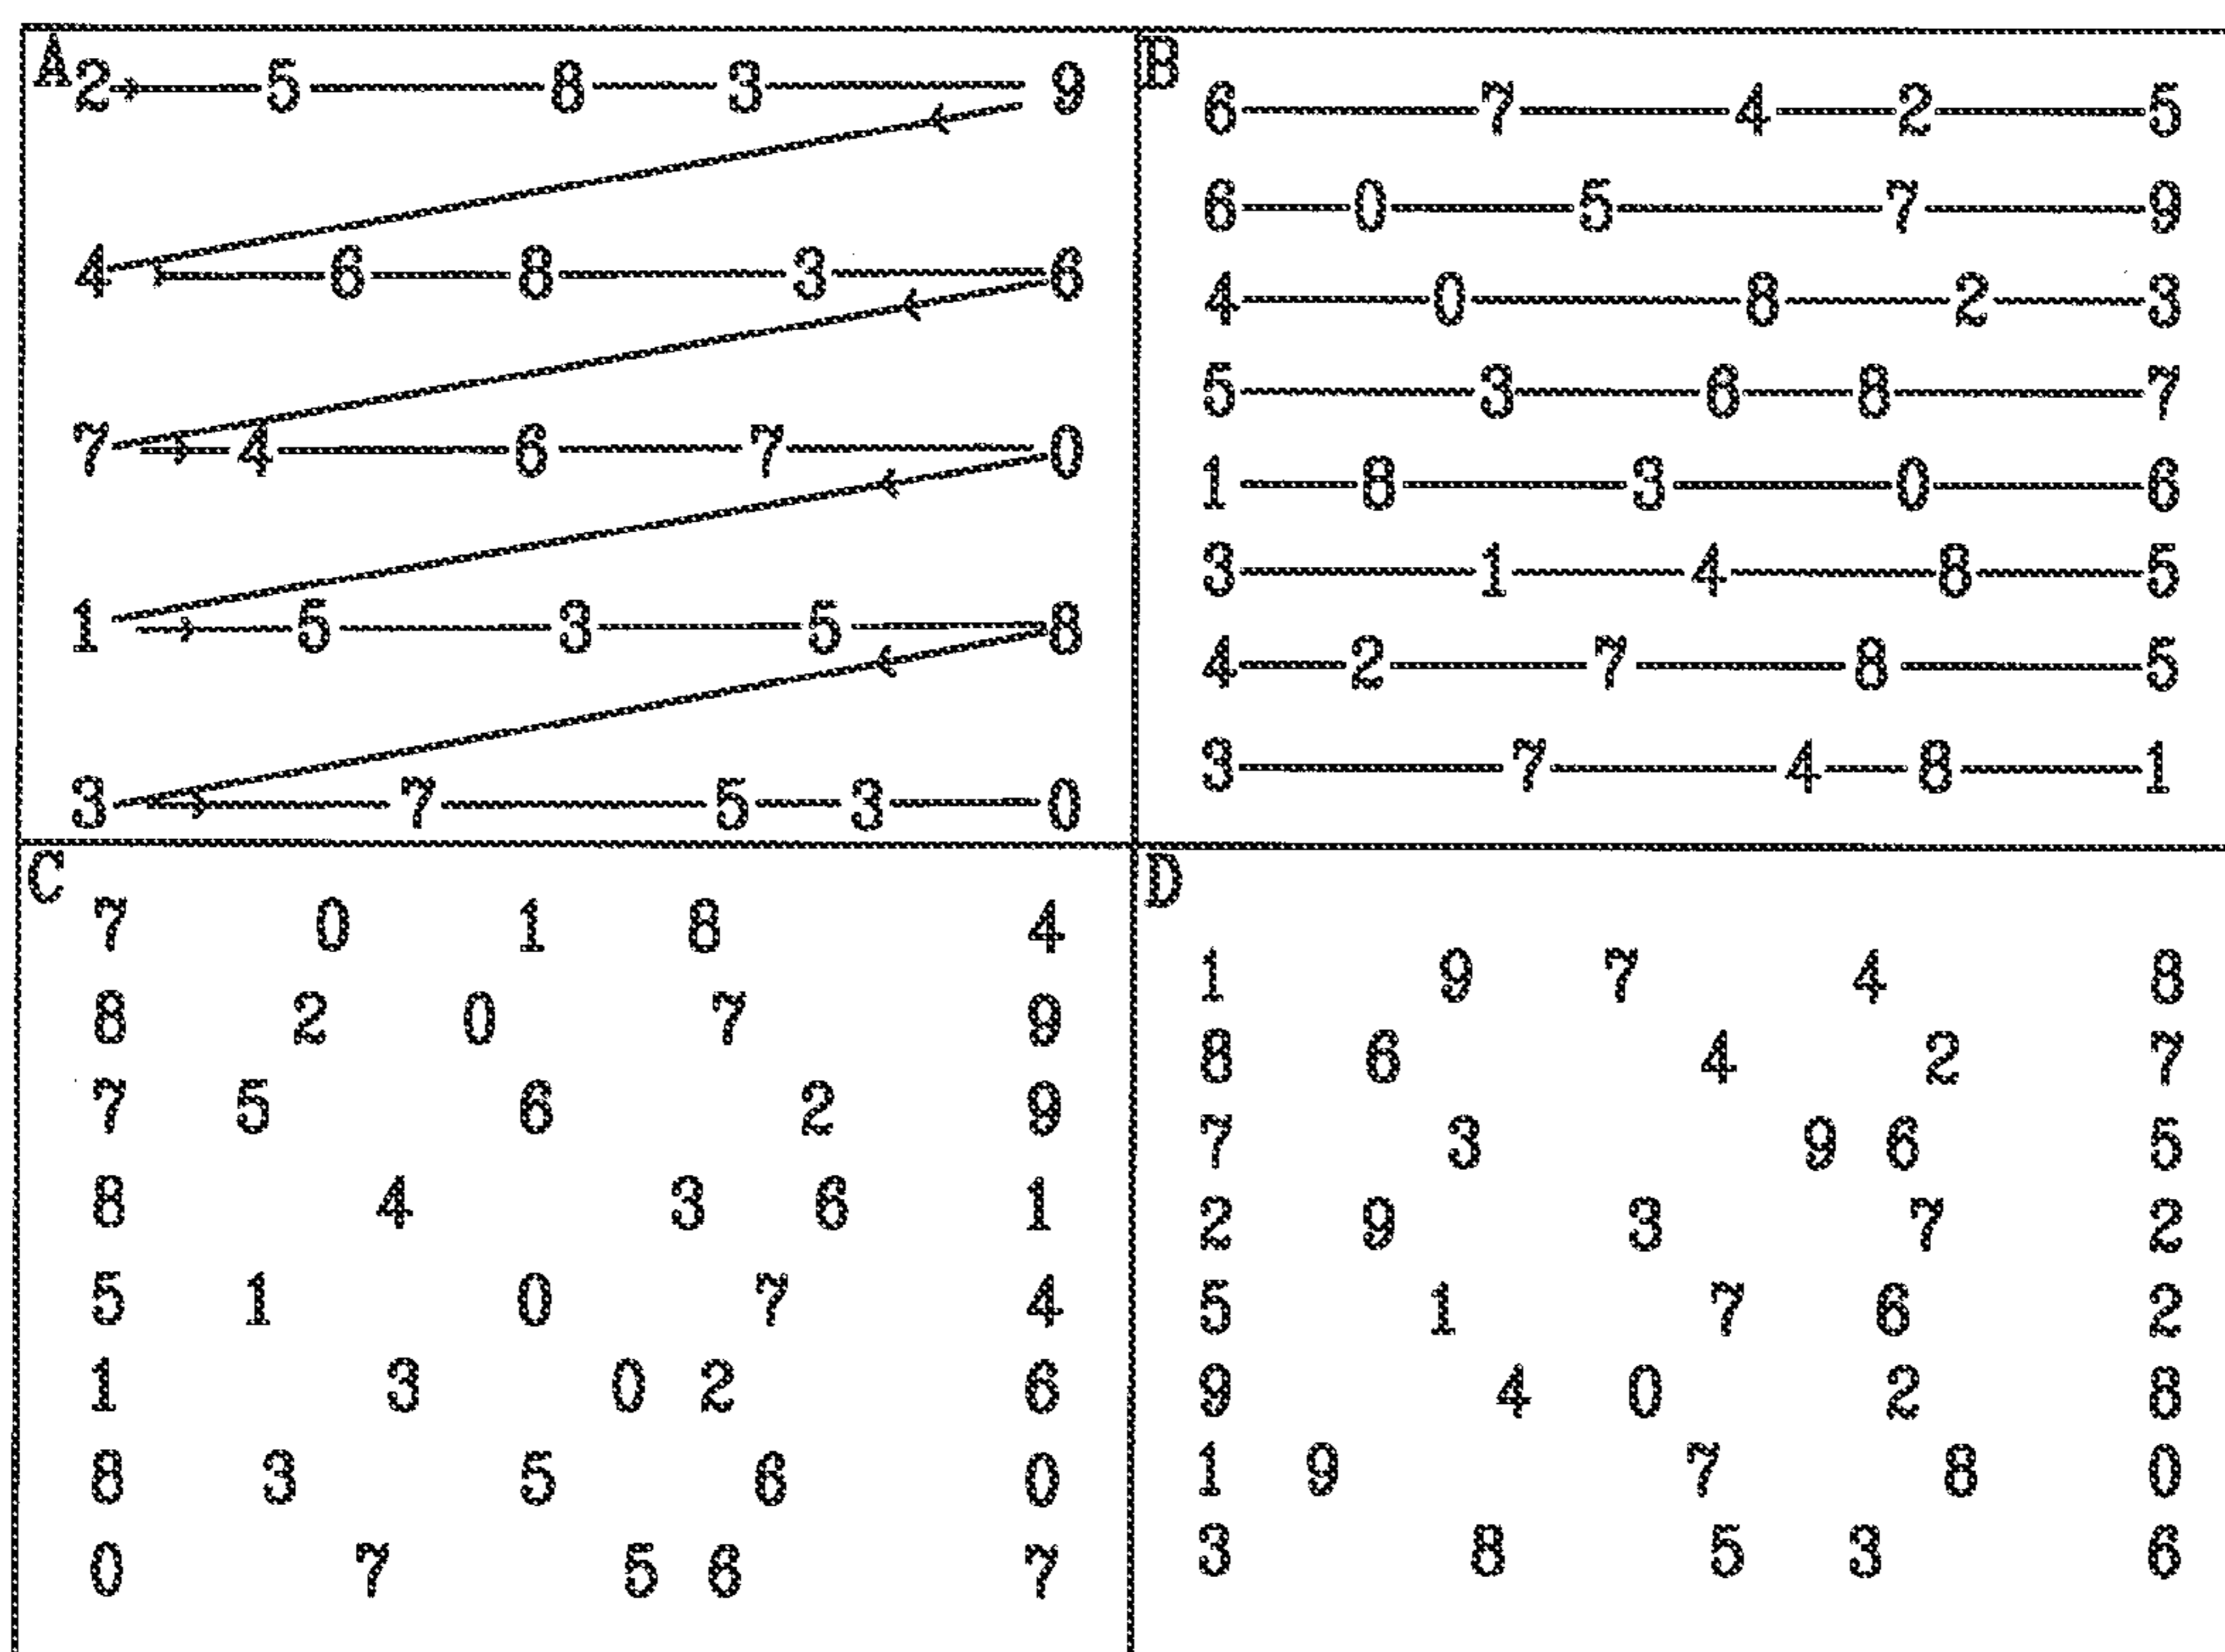 A
2 5 8 3 9
4 6 8 3 6
7 4 6 7 0
1 5 3 5 8
3 7 5 3 0
B
6 7 4 2 5
6 0 5 7 9
4 0 8 2 3
5 3 6 8 7
1 8 3 0 6
3 1 4 8 5
4 2 7 8 5
3 7 4 8 1
C
7 0 1 8 4
8 2 0 7 9
7 5 6 2 9
8 4 3 6 1
5 1 0 7 4
1 3 0 2 6
8 3 5 6 0
0 7 5 6 7
D
1 9 7 4 8
8 6 4 2 7
7 3 9 6 5
2 9 3 7 2
5 1 7 6 2
9 4 0 2 8
1 9 7 8 0
3 8 5 3 6